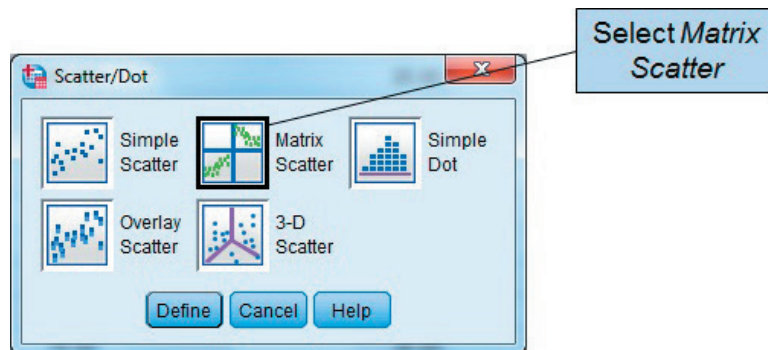 Select Matrix
Scatter
Scatter/Dot
Simple
Scatter
Matrix
Scatter
Simple
Dot
Overlay
Scatter
3-D
Scatter
Define
Cancel
Help